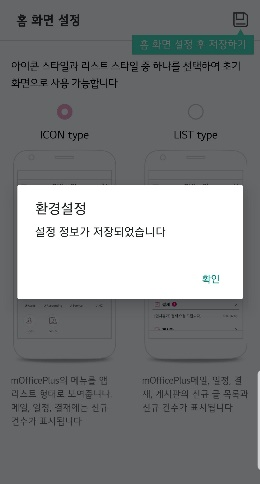 홈 화면 설정
홈 화면 설정 후 저장하기
아이콘 스타일과 리스트 스타일 중 하나를 선택하여 초기
화면으로 사용 가능합니다
ICON type
LIST type
환경설정
설정 정보가 저장되었습니다
확인
mOfficePlus의 메뉴를 앱
리스트 형태로 보여줍니다
메일, 일정, 결재에는 신규
건수가 표시됩니다
mOfficePlus메일, 일정, 결
재, 게시판의 신규 글 목록과
신규 건수가 표시됩니다